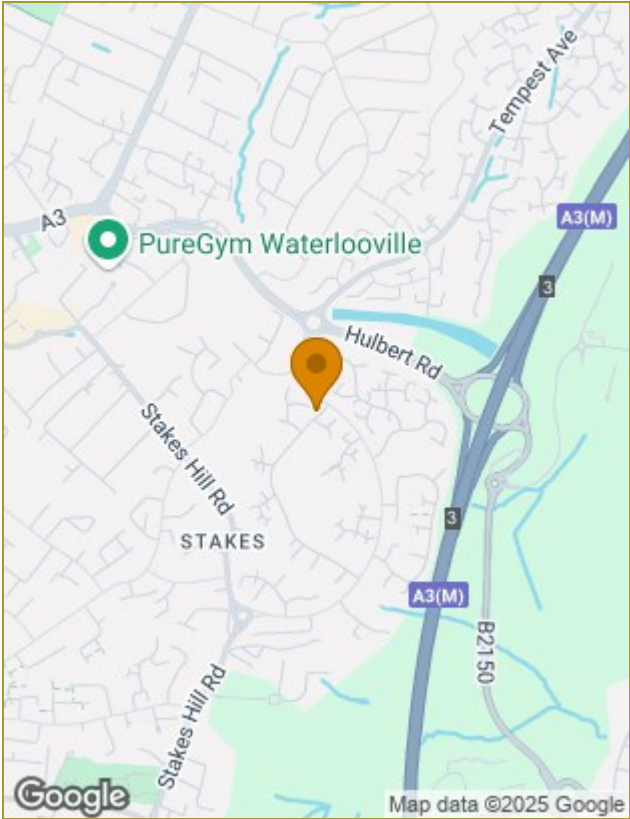 Tempest Ave
A3(M)
A3
PureGym Waterlooville
3
Hulbert Rd
Stakes Hill Rd
3
STAKES
A3(M)
B2150
Stakes Hill Rd
Google
Map data ©2025 Google